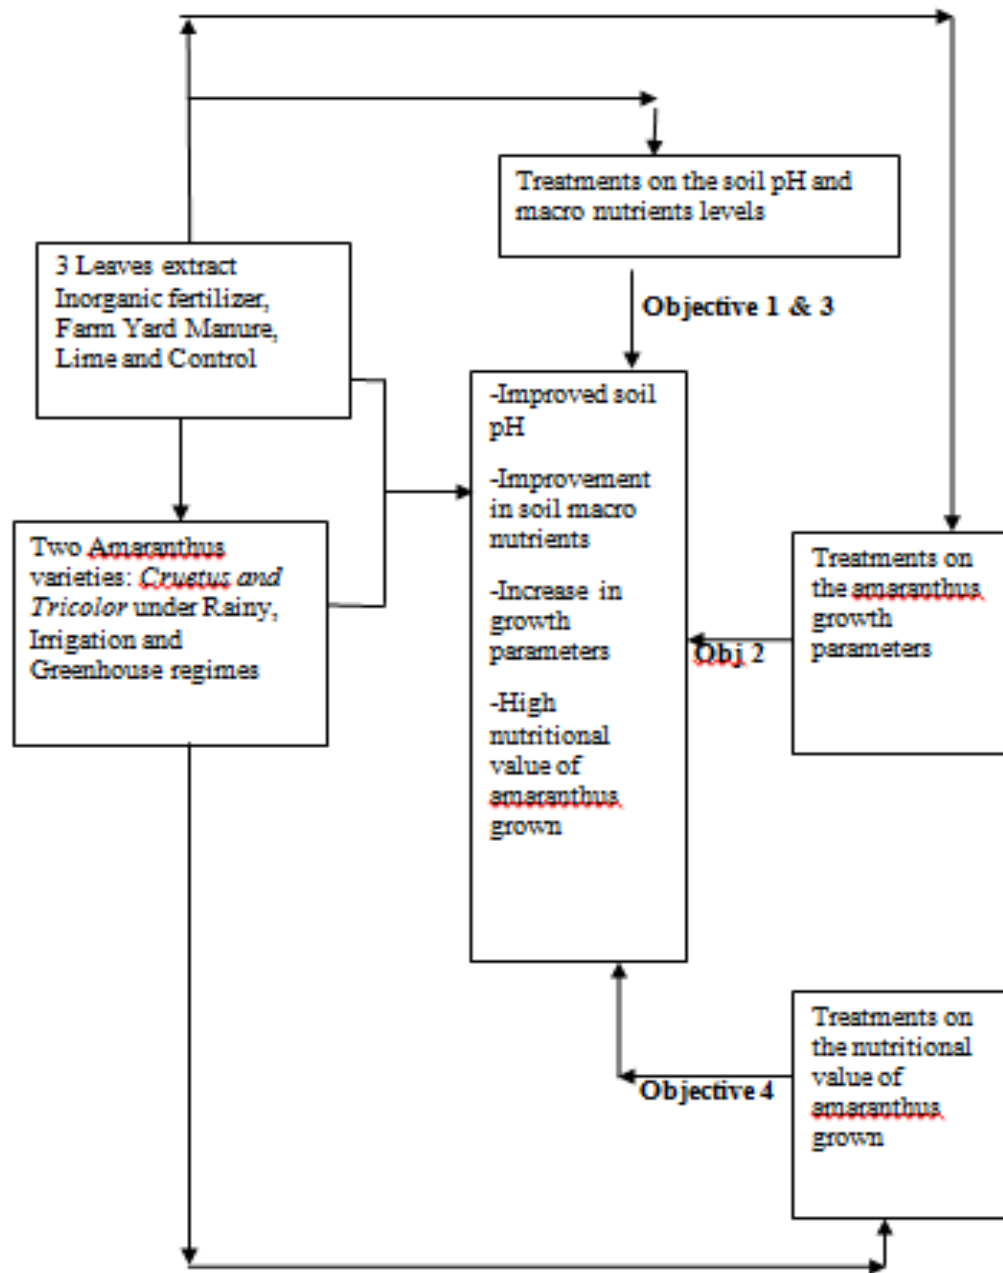 Treatments on the soil pH and
macro nutrients levels
3 Leaves extract
Inorganic fertilizer,
Farm Yard Manure,
Lime and Control
Objective 1 & 3
-Improved soil
pH
-Improvement
in soil macro
nutrients
-Increase in
growth
parameters
-High
nutritional
value of
amaranthus
grown
Two Amaranthus
varieties: Cruetus and
Tricolor under Rainy,
Irrigation and
Greenhouse regimes
Treatments on
the amaranthus
growth
parameters
Obj 2
Treatments on
the nutritional
value of
amaranthus
grown
Objective 4